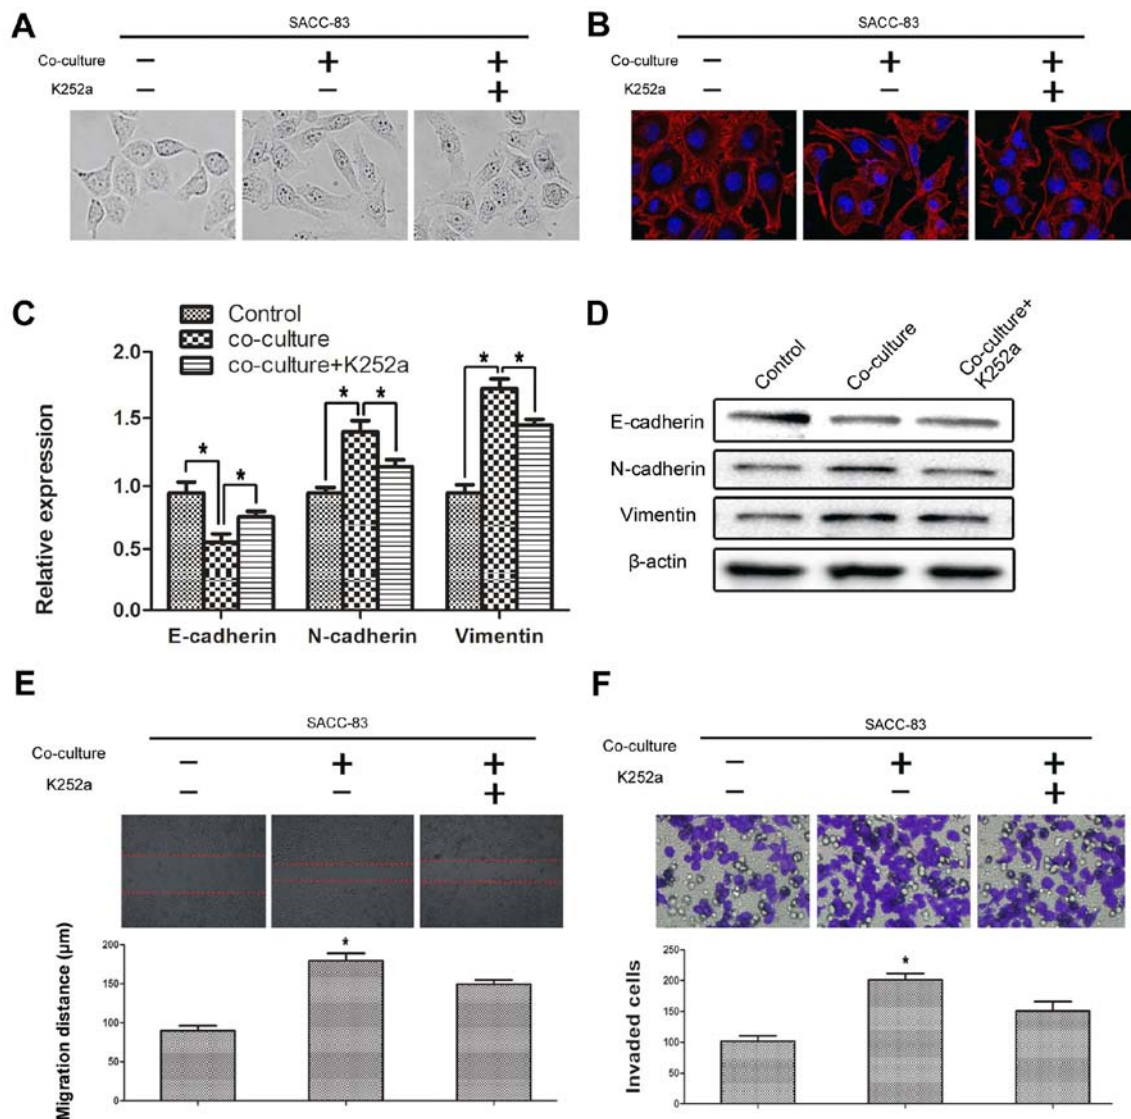 A
SACC-83
Co-culture − + +
K252a − − +
B
SACC-83
Co-culture − + +
K252a − − +
C
Control
co-culture
co-culture+K252a
2.0
1.5
1.0
0.5
0.0
Relative expression
* * * * * *
E-cadherin N-cadherin Vimentin
D
Control Co-culture Co-culture+
K252a
E-cadherin
N-cadherin
Vimentin
β-actin
E
SACC-83
Co-culture − + +
K252a − − +
Migration distance (μm)
200
150
100
50
0
*
F
SACC-83
Co-culture − + +
K252a − − +
Invaded cells
250
200
150
100
50
0
*